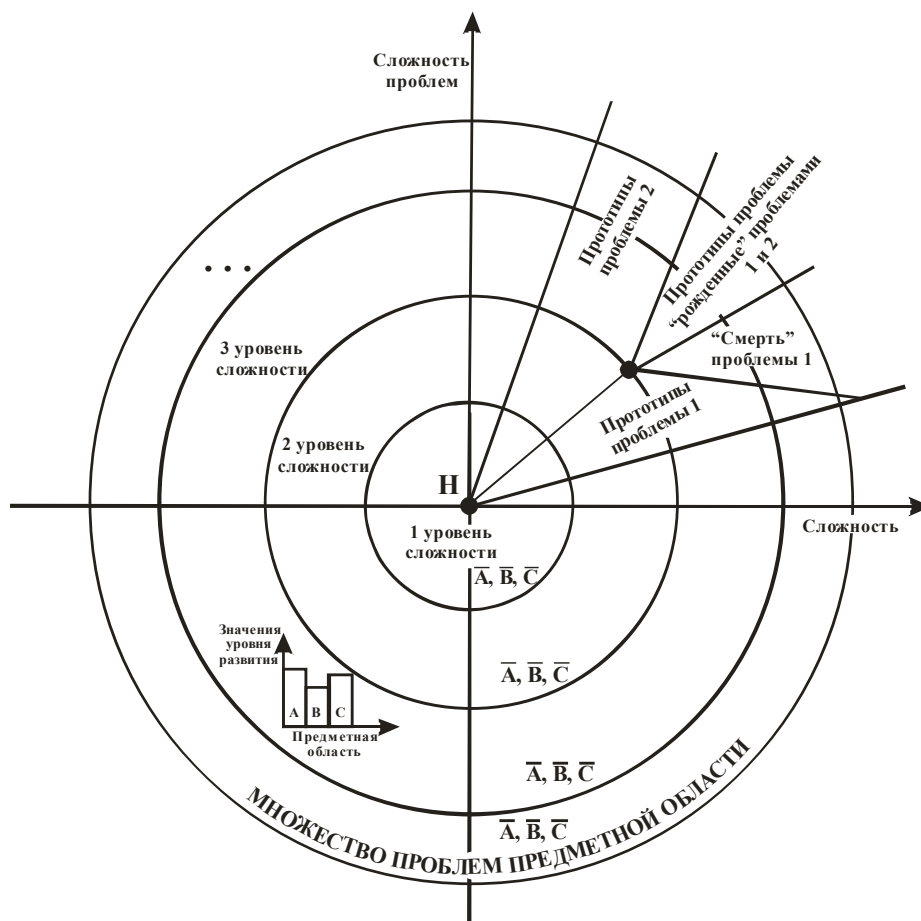 Сложность
проблем
Прототипы
проблемы 2
Прототипы проблемы
“рожденные” проблемами
1 и 2
. . .
“Смерть”
проблемы 1
3 уровень
сложности
Прототипы
проблемы 1
2 уровень
сложности
Н
Сложность
1 уровень
сложности
A̅, B̅, C̅
Значения
уровня
развития
A B C
Предметная
область
A̅, B̅, C̅
A̅, B̅, C̅
A̅, B̅, C̅
МНОЖЕСТВО ПРОБЛЕМ ПРЕДМЕТНОЙ ОБЛАСТИ